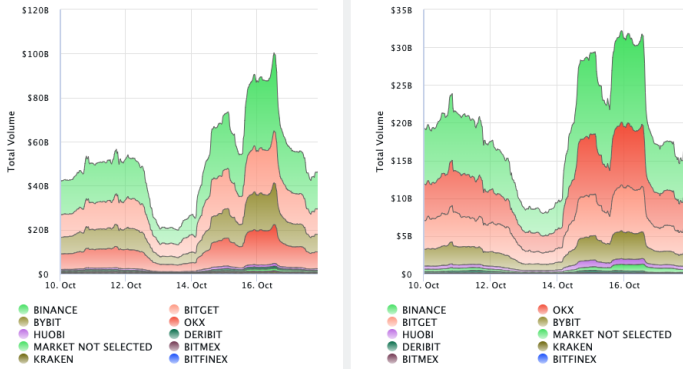 $120B
$100B
$80B
$60B
$40B
$20B
$0
Total Volume
10. Oct 12. Oct 14. Oct 16. Oct
BINANCE BITGET
BYBIT OKX
HUOBI DERIBIT
MARKET NOT SELECTED BITMEX
KRAKEN BITFINEX
$35B
$30B
$25B
$20B
$15B
$10B
$5B
$0
Total Volume
10. Oct 12. Oct 14. Oct 16. Oct
BINANCE OKX
BITGET BYBIT
HUOBI MARKET NOT SELECTED
DERIBIT KRAKEN
BITMEX BITFINEX